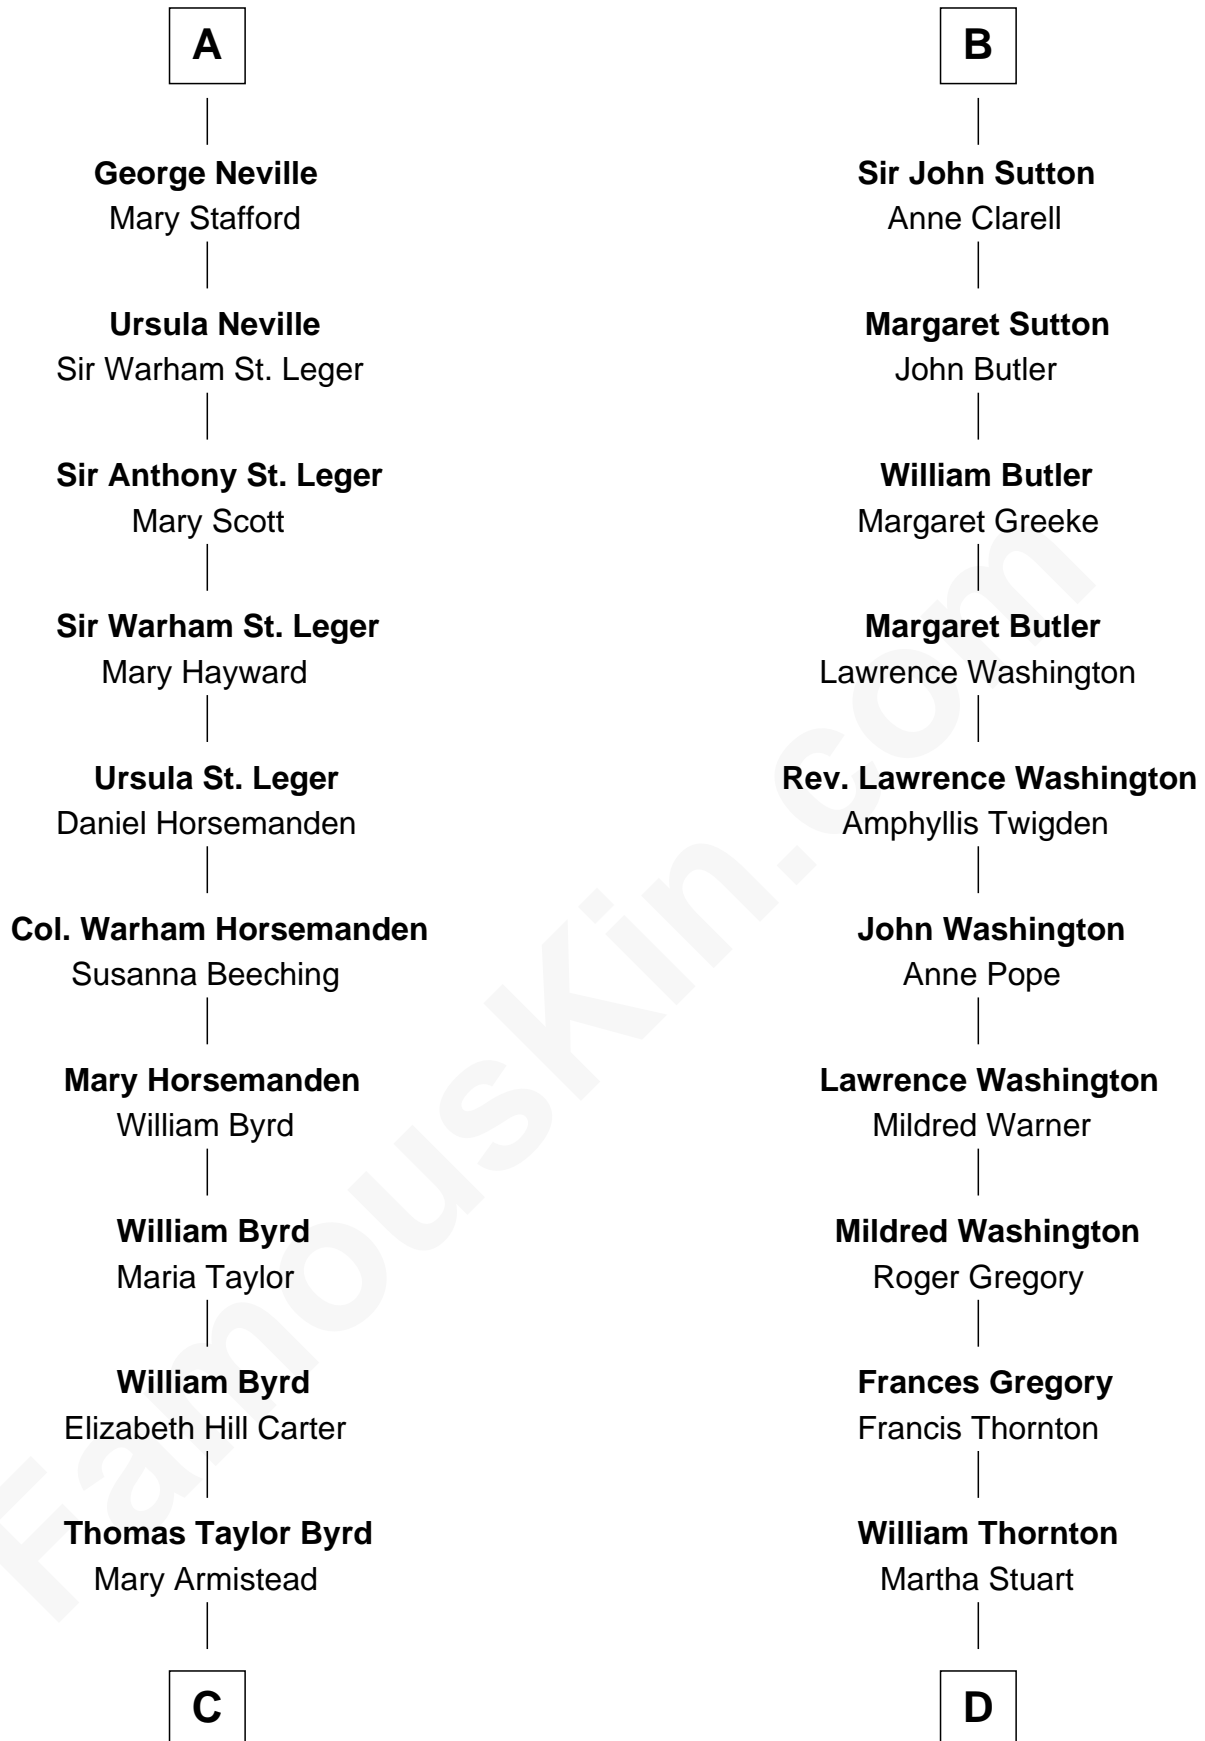 A
George Neville
Mary Stafford
Ursula Neville
Sir Warham St. Leger
Sir Anthony St. Leger
Mary Scott
Sir Warham St. Leger
Mary Hayward
Ursula St. Leger
Daniel Horsemanden
Col. Warham Horsemanden
Susanna Beeching
Mary Horsemanden
William Byrd
William Byrd
Maria Taylor
William Byrd
Elizabeth Hill Carter
Thomas Taylor Byrd
Mary Armistead
C
B
Sir John Sutton
Anne Clarell
Margaret Sutton
John Butler
William Butler
Margaret Greeke
Margaret Butler
Lawrence Washington
Rev. Lawrence Washington
Amphyllis Twigden
John Washington
Anne Pope
Lawrence Washington
Mildred Warner
Mildred Washington
Roger Gregory
Frances Gregory
Francis Thornton
William Thornton
Martha Stuart
D
FamousKin.com